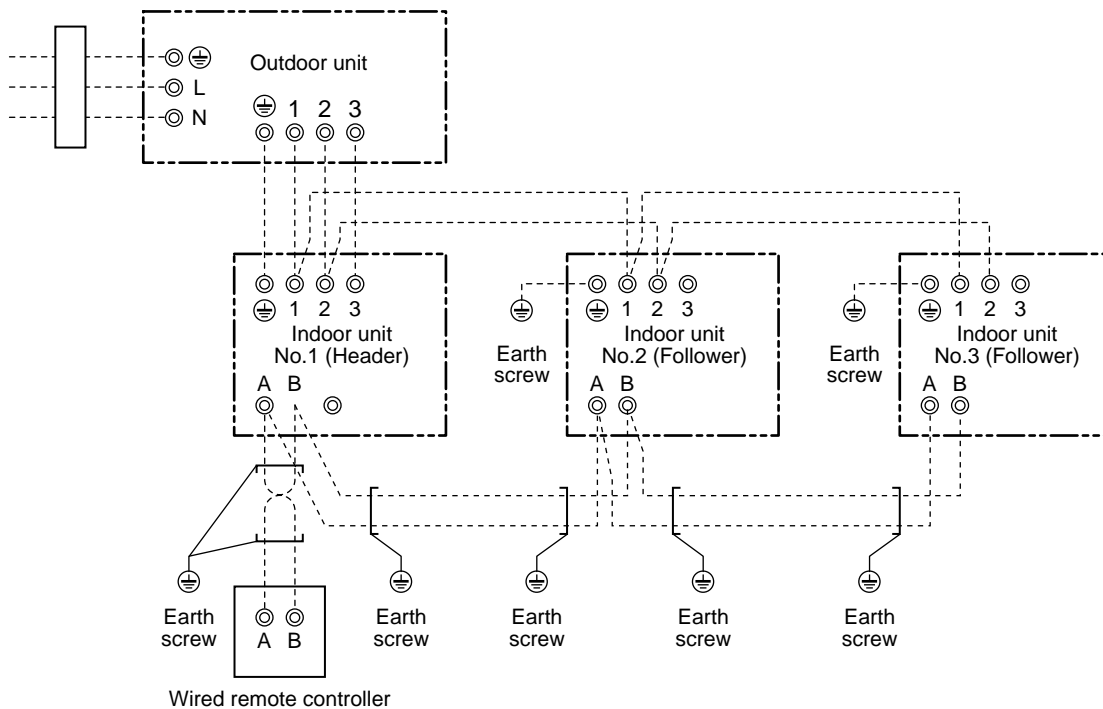 Outdoor unit
L
N
1 2 3
1 2 3
Indoor unit
No.1 (Header)
A B
Earth
screw
1 2 3
Indoor unit
No.2 (Follower)
A B
Earth
screw
1 2 3
Indoor unit
No.3 (Follower)
A B
Earth
screw
Earth
screw
Earth
screw
Earth
screw
Earth
screw
A B
Wired remote controller